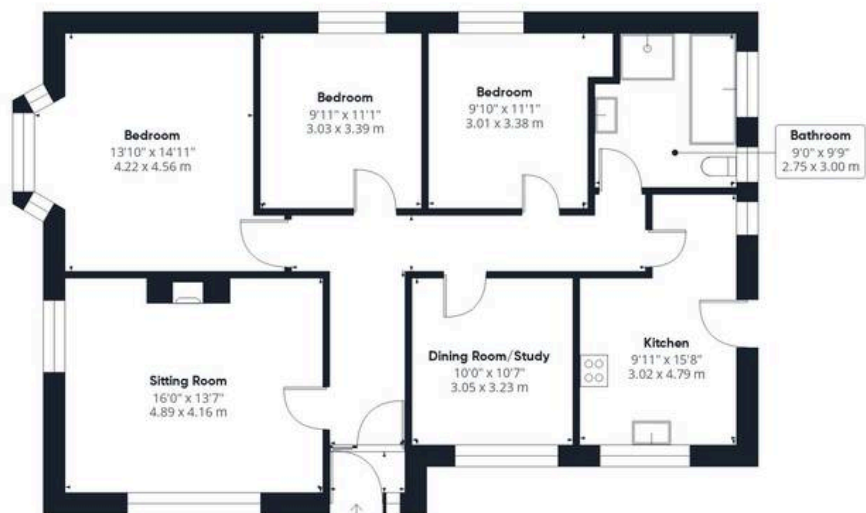 Bedroom
13'10" x 14'11"
4.22 x 4.56 m
Bedroom
9'11" x 11'1"
3.03 x 3.39 m
Bedroom
9'10" x 11'1"
3.01 x 3.38 m
Bathroom
9'0" x 9'9"
2.75 x 3.00 m
Sitting Room
16'0" x 13'7"
4.89 x 4.16 m
Dining Room/Study
10'0" x 10'7"
3.05 x 3.23 m
Kitchen
9'11" x 15'8"
3.02 x 4.79 m